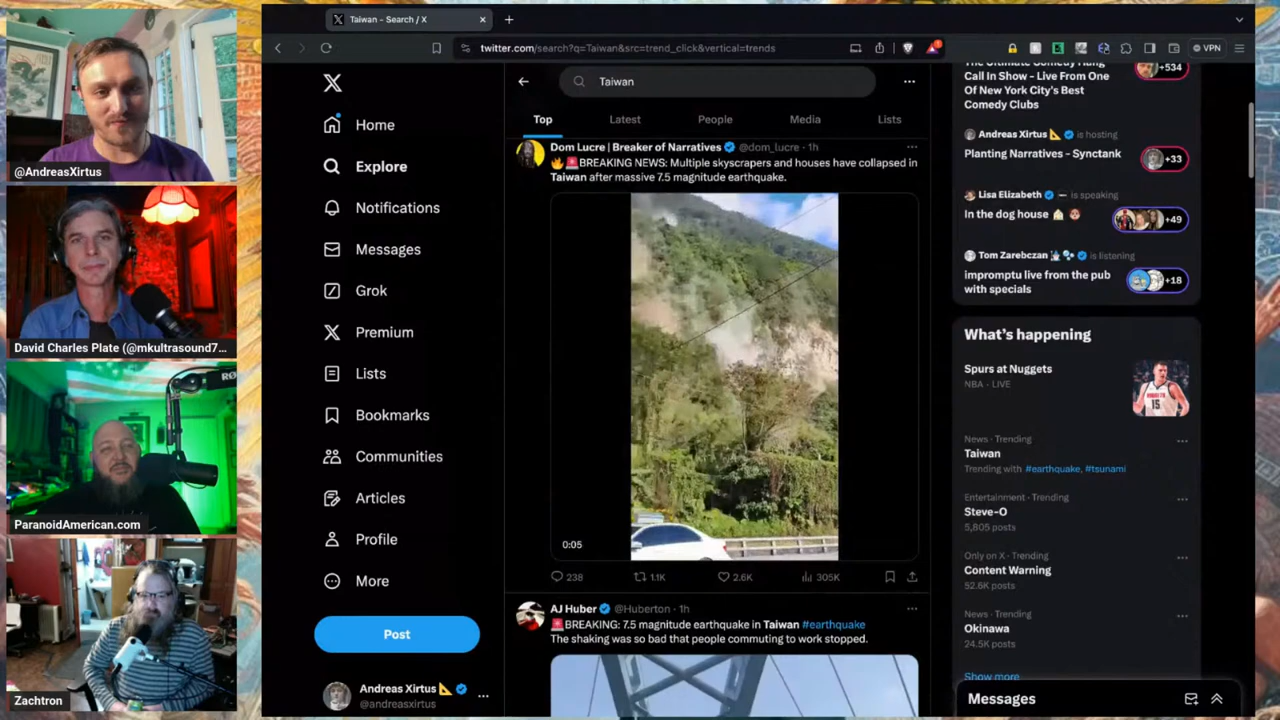 @AndreasXirtus
David Charles Plate (@mkultrasound7...
ParanoidAmerican.com
Zachtron
Taiwan - Search / X
twitter.com/search?q=Taiwan&src=trend_click&vertical=trends
VPN
Home
Explore
Notifications
Messages
Grok
Premium
Lists
Bookmarks
Communities
Articles
Profile
More
Post
Andreas Xirtus
@andreasxirtus
Taiwan
Top
Latest
People
Media
Lists
Dom Lucre | Breaker of Narratives @dom_lucre · 1h
🔥🚨BREAKING NEWS: Multiple skyscrapers and houses have collapsed in
Taiwan after massive 7.5 magnitude earthquake.
0:05
238
1.1K
2.6K
305K
AJ Huber @Huberton · 1h
🚨BREAKING: 7.5 magnitude earthquake in Taiwan #earthquake
The shaking was so bad that people commuting to work stopped.
The Ultimate Comedy Hang
Call In Show - Live From One
Of New York City's Best
Comedy Clubs
+534
Andreas Xirtus is hosting
Planting Narratives – Synctank
+33
Lisa Elizabeth is speaking
In the dog house
+49
Tom Zarebczan is listening
impromptu live from the pub
with specials
+18
What's happening
Spurs at Nuggets
NBA · LIVE
15
News · Trending
Taiwan
Trending with #earthquake, #tsunami
Entertainment · Trending
Steve-O
5,805 posts
Only on X · Trending
Content Warning
52.6K posts
News · Trending
Okinawa
24.5K posts
Show more
Messages